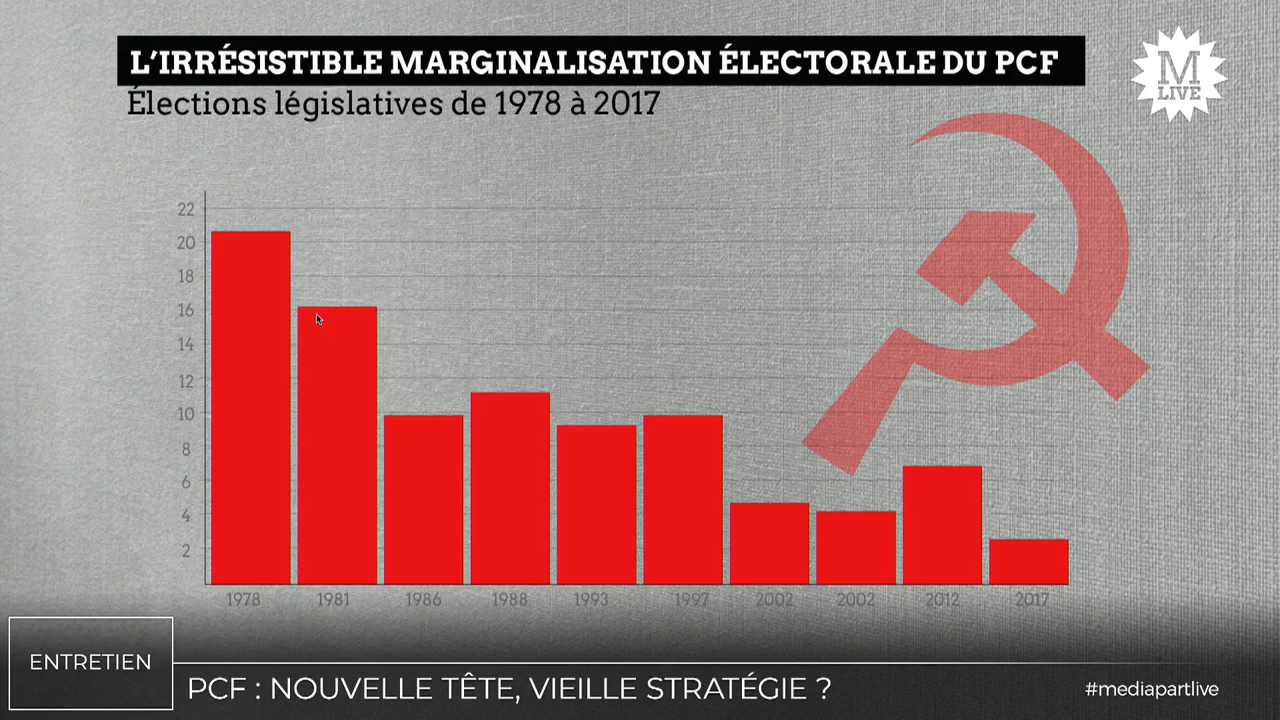 L'IRRÉSISTIBLE MARGINALISATION ÉLECTORALE DU PCF
Élections législatives de 1978 à 2017
M
LIVE
22
20
18
16
14
12
10
8
6
4
2
1978 1981 1986 1988 1993 1997 2002 2002 2012 2017
ENTRETIEN
PCF : NOUVELLE TÊTE, VIEILLE STRATÉGIE ?
#mediapartlive